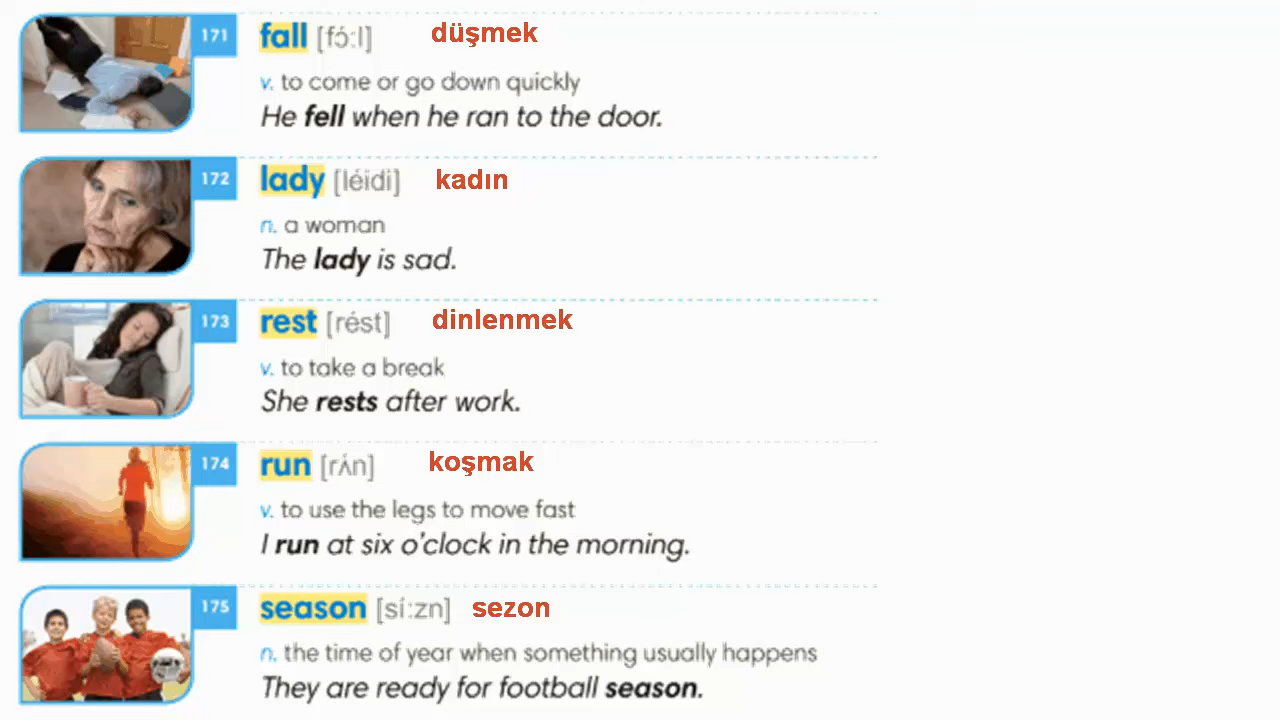 171 fall [fɔ́ːl] düşmek
v. to come or go down quickly
He fell when he ran to the door.
172 lady [léidi] kadın
n. a woman
The lady is sad.
173 rest [rést] dinlenmek
v. to take a break
She rests after work.
174 run [rʌ́n] koşmak
v. to use the legs to move fast
I run at six o'clock in the morning.
175 season [síːzn] sezon
n. the time of year when something usually happens
They are ready for football season.